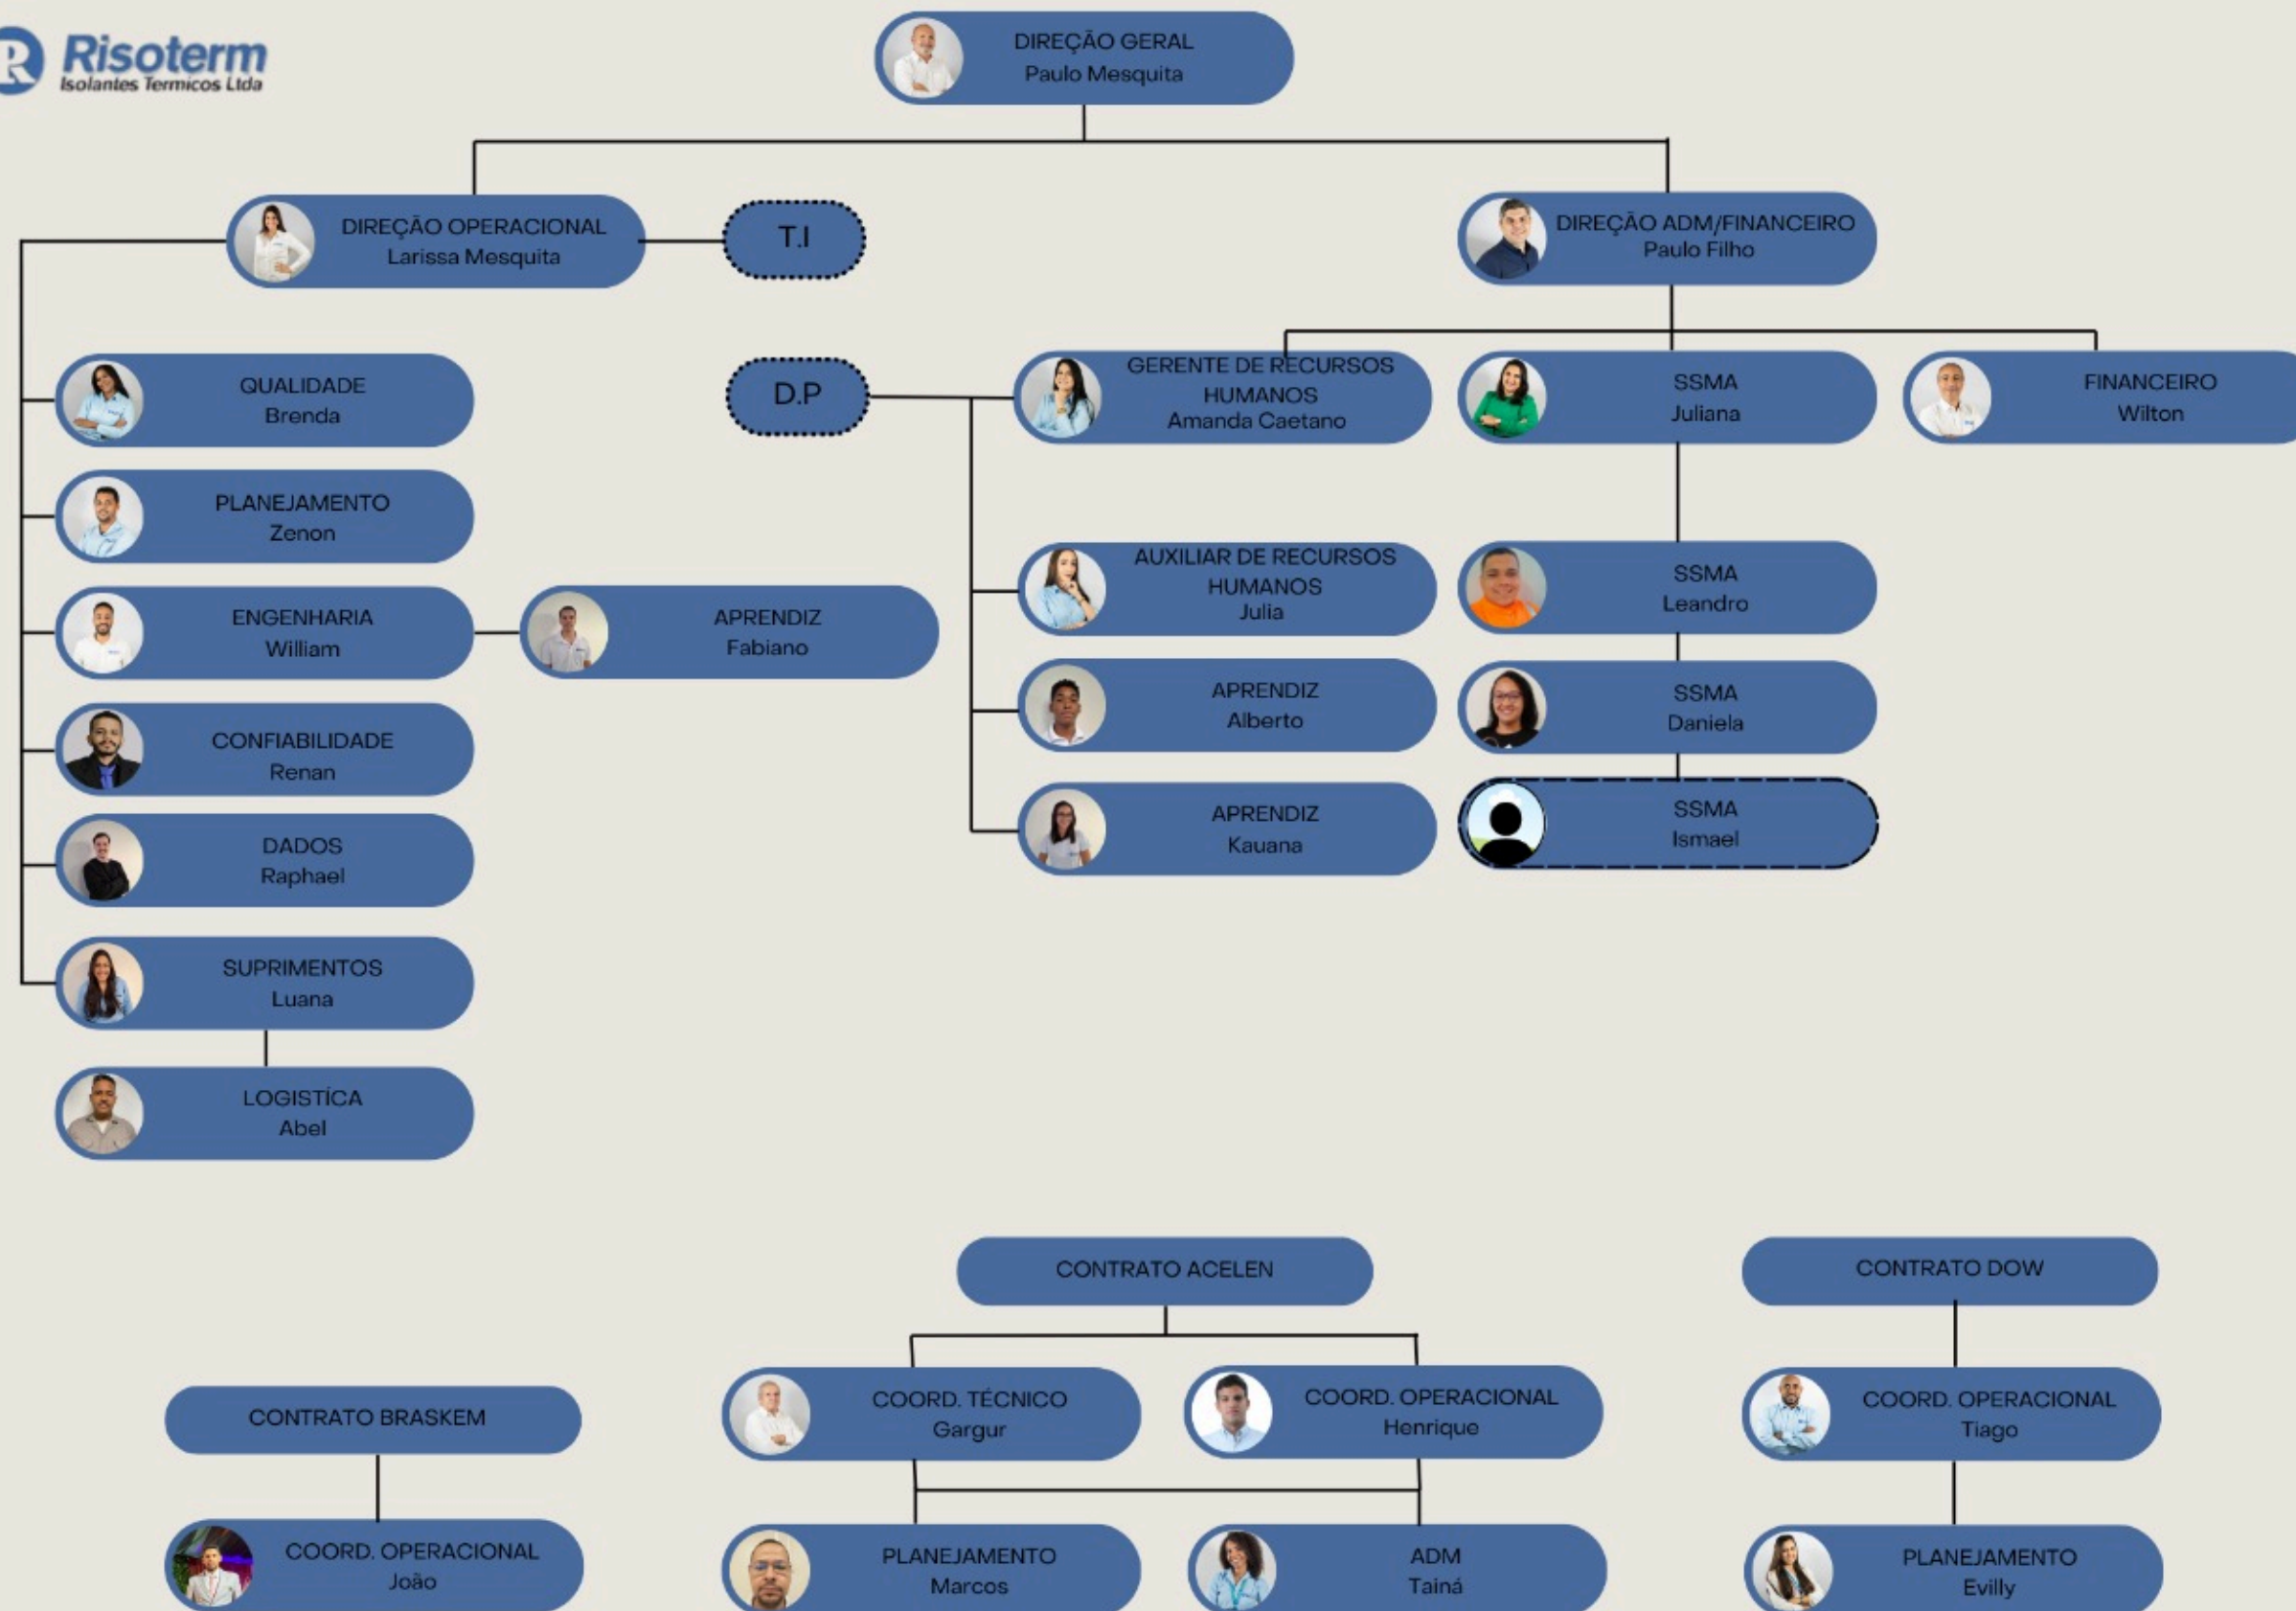 R Risoterm
Isolantes Termicos Ltda
DIREÇÃO GERAL
Paulo Mesquita
DIREÇÃO OPERACIONAL
Larissa Mesquita
T.I
DIREÇÃO ADM/FINANCEIRO
Paulo Filho
QUALIDADE
Brenda
PLANEJAMENTO
Zenon
ENGENHARIA
William
APRENDIZ
Fabiano
CONFIABILIDADE
Renan
DADOS
Raphael
SUPRIMENTOS
Luana
LOGISTÍCA
Abel
D.P
GERENTE DE RECURSOS
HUMANOS
Amanda Caetano
AUXILIAR DE RECURSOS
HUMANOS
Julia
APRENDIZ
Alberto
APRENDIZ
Kauana
SSMA
Juliana
SSMA
Leandro
SSMA
Daniela
SSMA
Ismael
FINANCEIRO
Wilton
CONTRATO BRASKEM
COORD. OPERACIONAL
João
CONTRATO ACELEN
COORD. TÉCNICO
Gargur
COORD. OPERACIONAL
Henrique
PLANEJAMENTO
Marcos
ADM
Tainá
CONTRATO DOW
COORD. OPERACIONAL
Tiago
PLANEJAMENTO
Evilly